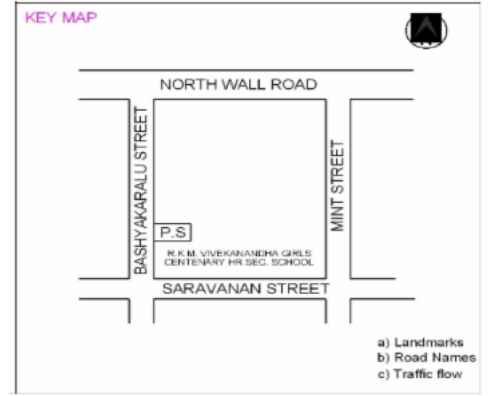 KEY MAP
NORTH WALL ROAD
BASHYAKARALU STREET
MINT STREET
P.S
R.K.M. VIVEKANANDHA GIRLS
CENTENARY HR.SEC. SCHOOL
SARAVANAN STREET
a) Landmarks
b) Road Names
c) Traffic flow